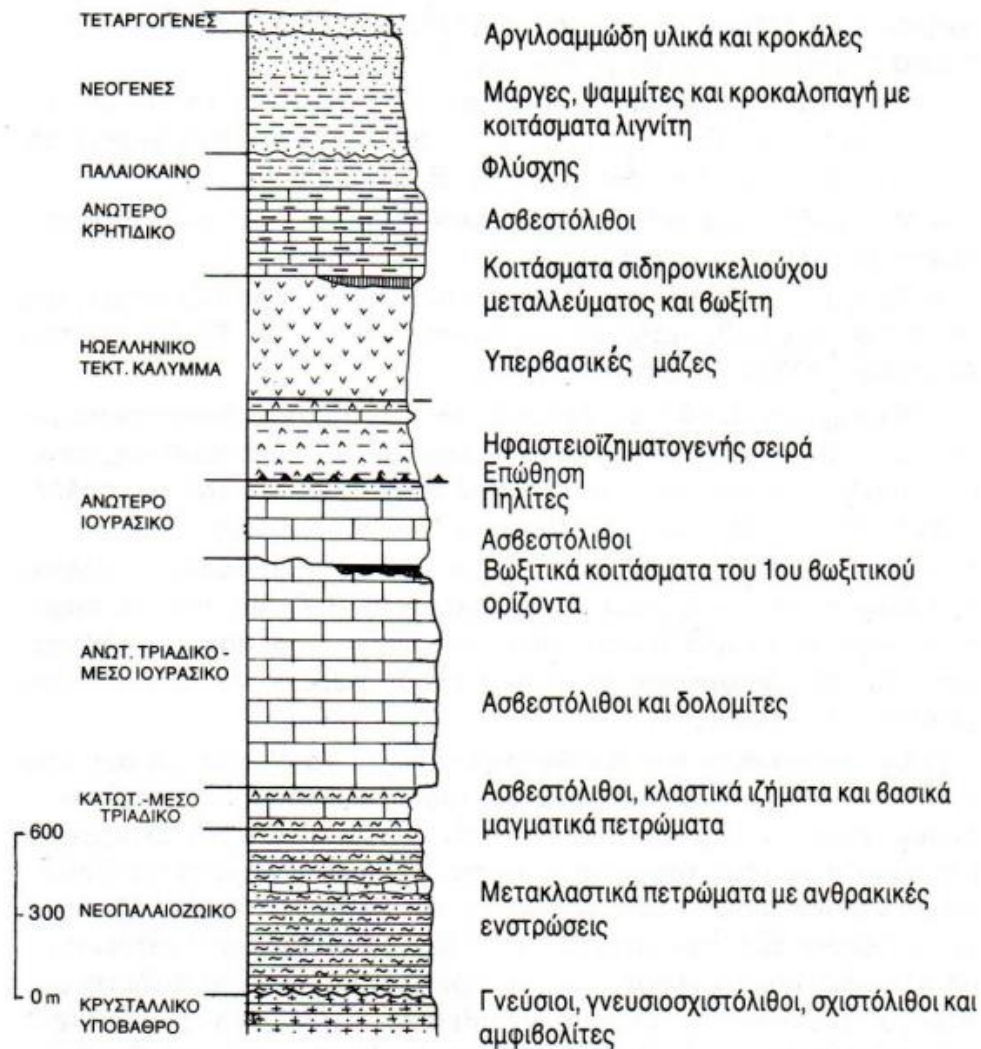 ΤΕΤΑΡΤΟΓΕΝΕΣ
Αργιλοαμμώδη υλικά και κροκάλες
ΝΕΟΓΕΝΕΣ
Μάργες, ψαμμίτες και κροκαλοπαγή με
κοιτάσματα λιγνίτη
ΠΑΛΑΙΟΚΑΙΝΟ
Φλύσχης
ΑΝΩΤΕΡΟ
ΚΡΗΤΙΔΙΚΟ
Ασβεστόλιθοι
Κοιτάσματα σιδηρονικελιούχου
μεταλλεύματος και βωξίτη
ΗΩΕΛΛΗΝΙΚΟ
ΤΕΚΤ. ΚΑΛΥΜΜΑ
Υπερβασικές μάζες
Ηφαιστειοϊζηματογενής σειρά
Επώθηση
Πηλίτες
ΑΝΩΤΕΡΟ
ΙΟΥΡΑΣΙΚΟ
Ασβεστόλιθοι
Βωξιτικά κοιτάσματα του 1ου βωξιτικού
ορίζοντα
ΑΝΩΤ. ΤΡΙΑΔΙΚΟ -
ΜΕΣΟ ΙΟΥΡΑΣΙΚΟ
Ασβεστόλιθοι και δολομίτες
ΚΑΤΩΤ.-ΜΕΣΟ
ΤΡΙΑΔΙΚΟ
Ασβεστόλιθοι, κλαστικά ιζήματα και βασικά
μαγματικά πετρώματα
600
300
0 m
ΝΕΟΠΑΛΑΙΟΖΩΙΚΟ
Μετακλαστικά πετρώματα με ανθρακικές
ενστρώσεις
ΚΡΥΣΤΑΛΛΙΚΟ
ΥΠΟΒΑΘΡΟ
Γνεύσιοι, γνευσιοσχιστόλιθοι, σχιστόλιθοι και
αμφιβολίτες